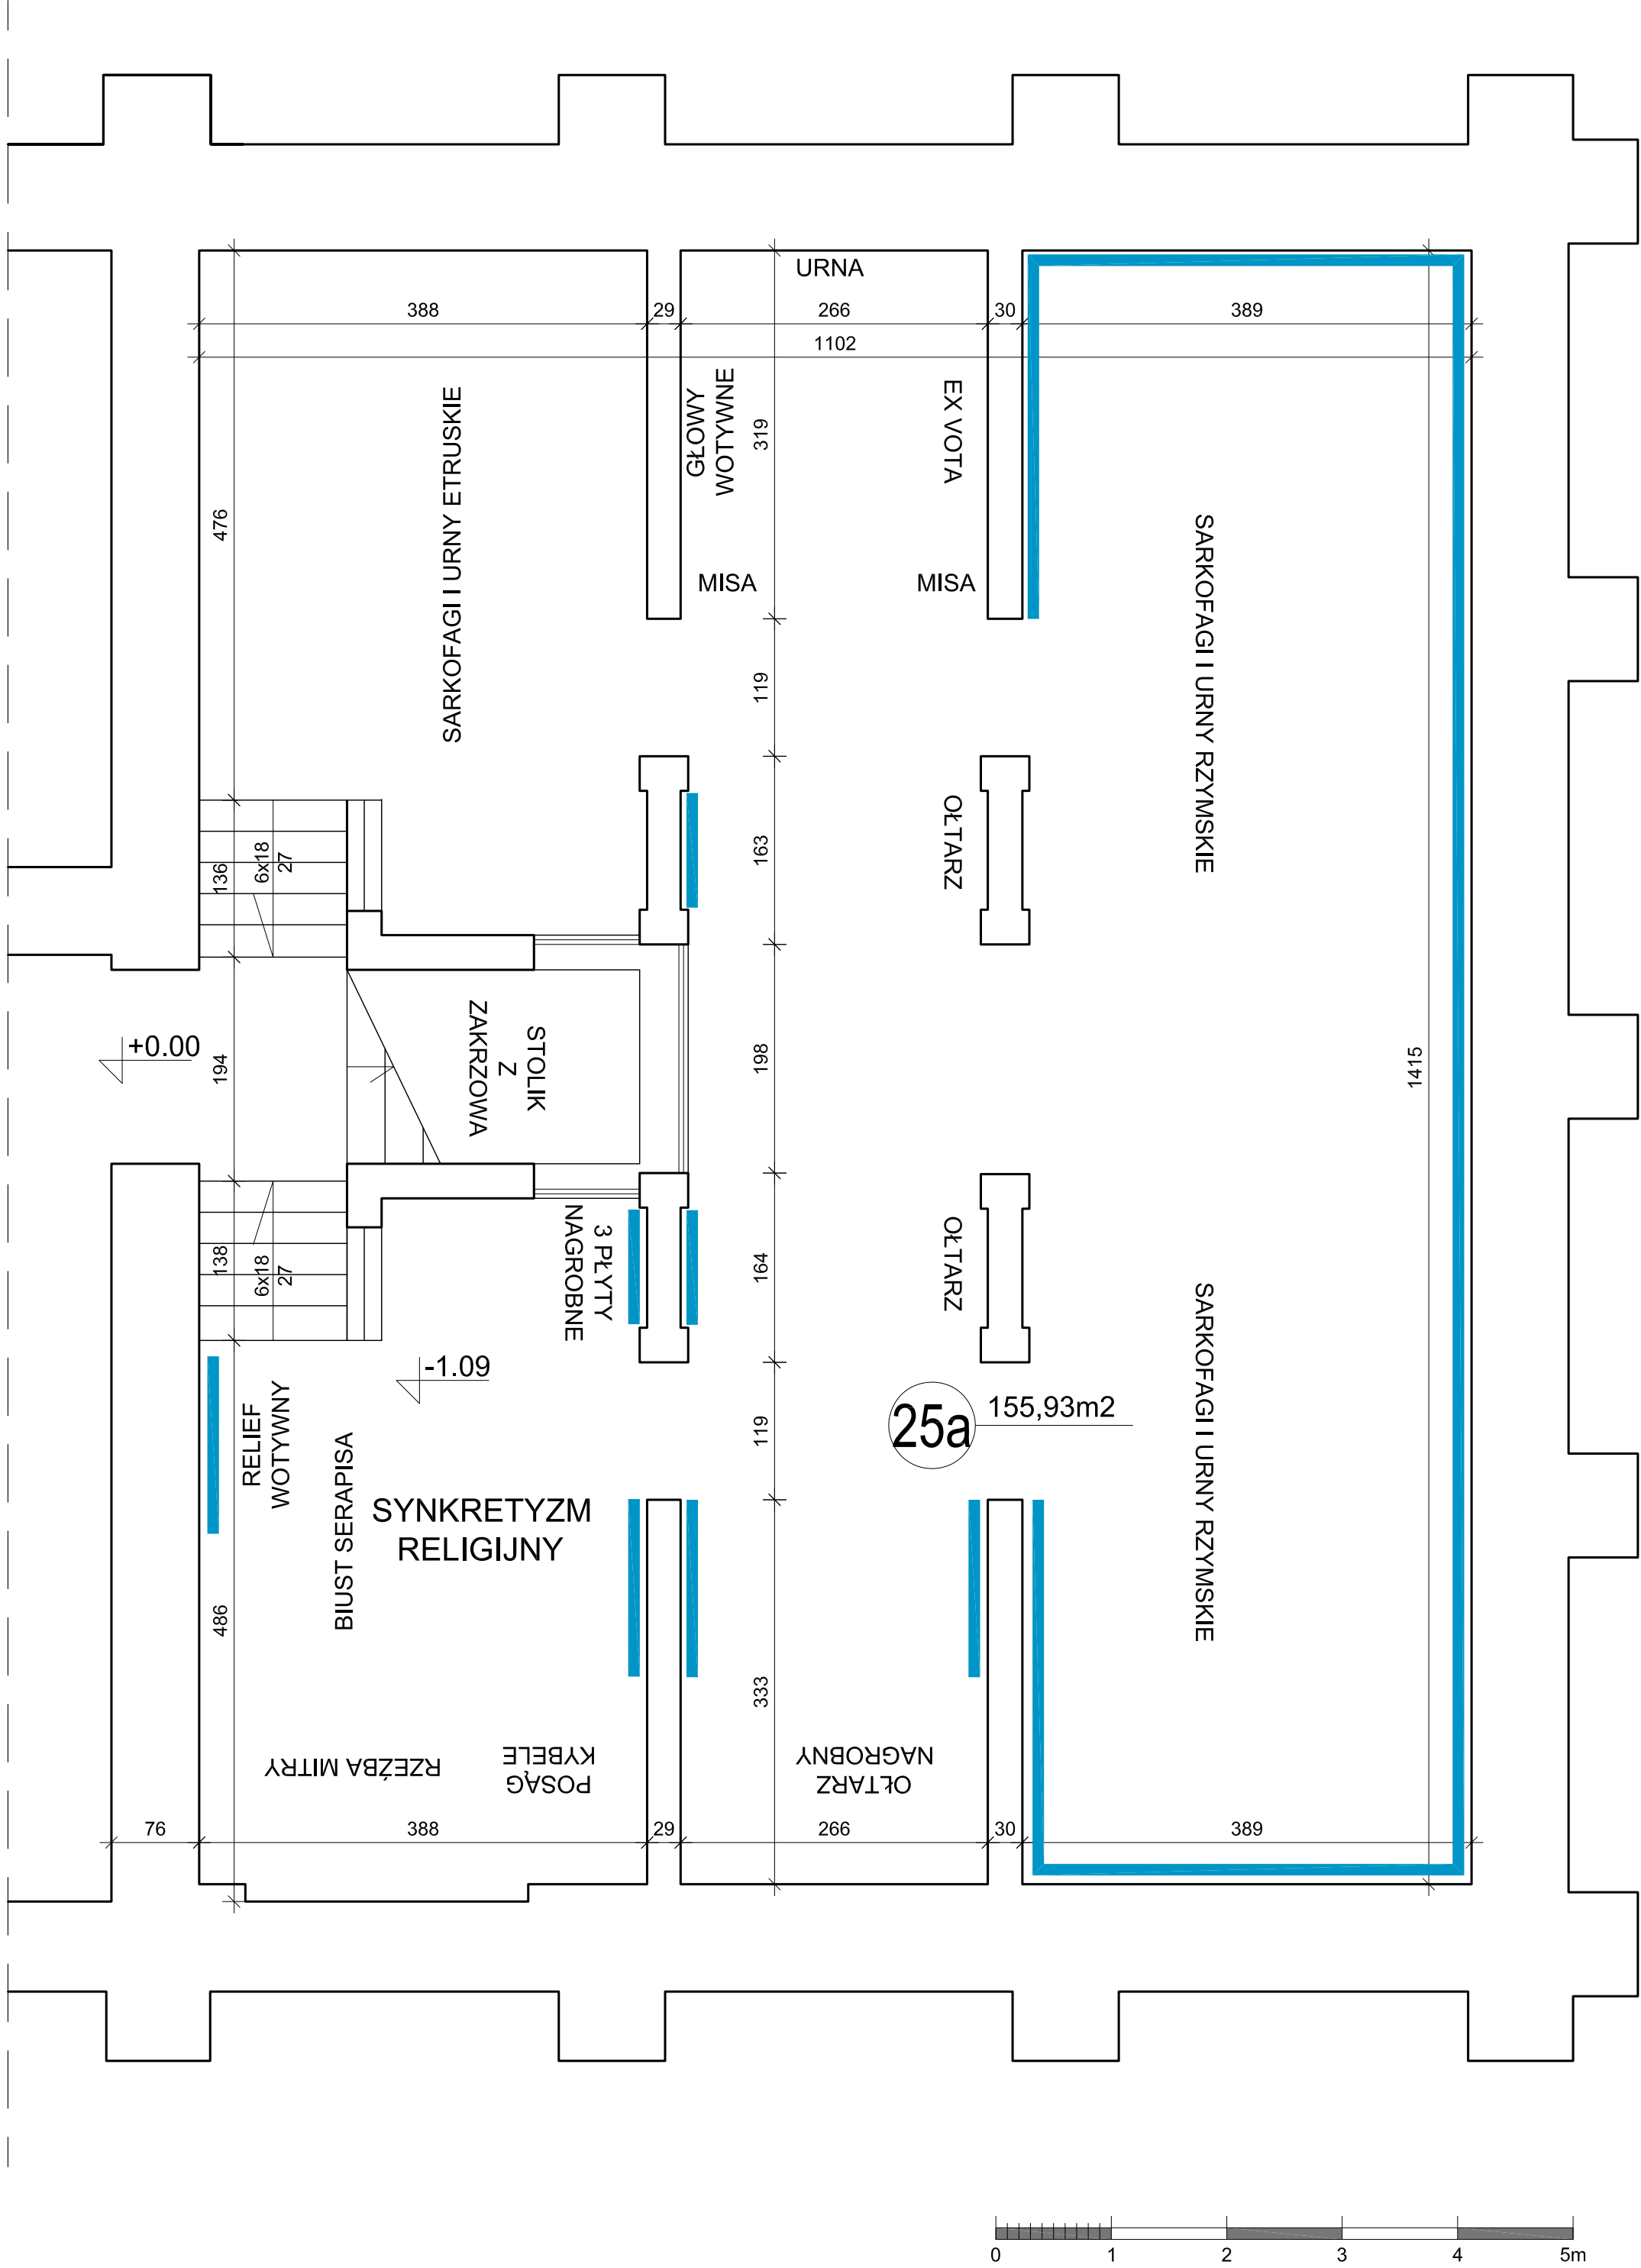 URNA
388
29
266
30
389
1102
SARKOFAGI I URNY ETRUSKIE
GŁOWY
WOTYWNE
319
EX VOTA
476
SARKOFAGI I URNY RZYMSKIE
MISA
MISA
119
136
6x18
27
163
OŁTARZ
+0.00
194
STOLIK
Z
ZAKRZOWA
198
1415
138
6x18
27
3 PŁYTY
NAGROBNE
164
OŁTARZ
-1.09
25a
155,93m2
119
RELIEF
WOTYWNY
BIUST SERAPISA
SYNKRETYZM
RELIGIJNY
SARKOFAGI I URNY RZYMSKIE
486
333
RZEŹBA MITRY
POSĄG
KYBELE
OŁTARZ
NAGROBNY
76
388
29
266
30
389
0
1
2
3
4
5m